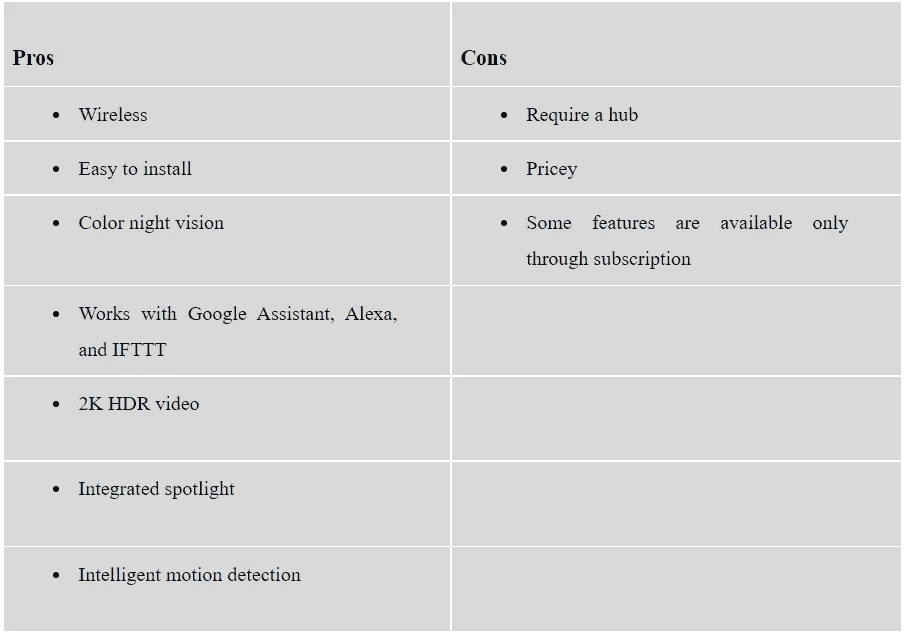 Pros
Cons
Wireless
Require a hub
Easy to install
Pricey
Color night vision
Some features are available only
through subscription
Works with Google Assistant, Alexa,
and IFTTT
2K HDR video
Integrated spotlight
Intelligent motion detection